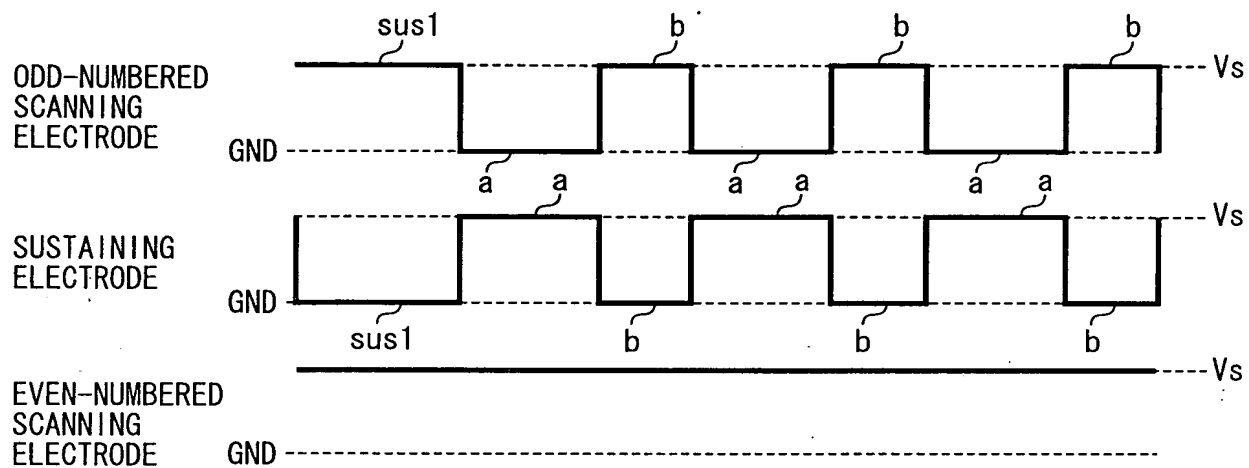 sus1 b b b
ODD-NUMBERED
SCANNING
ELECTRODE
Vs
GND
a a a a a a
SUSTAINING
ELECTRODE
Vs
GND
sus1 b b b
EVEN-NUMBERED
SCANNING
ELECTRODE
Vs
GND